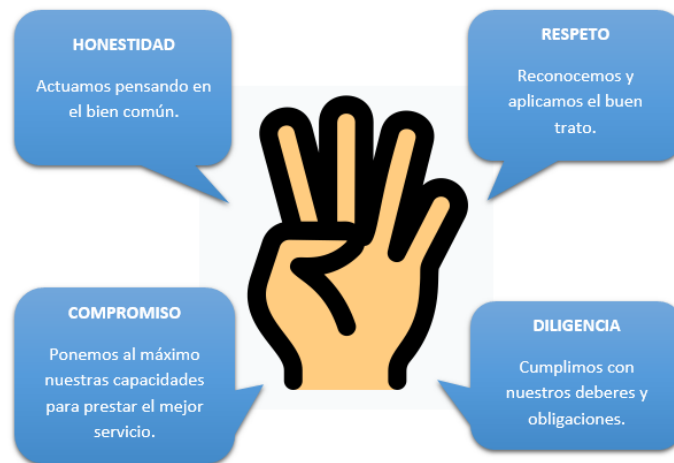 HONESTIDAD
Actuamos pensando en
el bien común.
RESPETO
Reconocemos y
aplicamos el buen
trato.
COMPROMISO
Ponemos al máximo
nuestras capacidades
para prestar el mejor
servicio.
DILIGENCIA
Cumplimos con
nuestros deberes y
obligaciones.